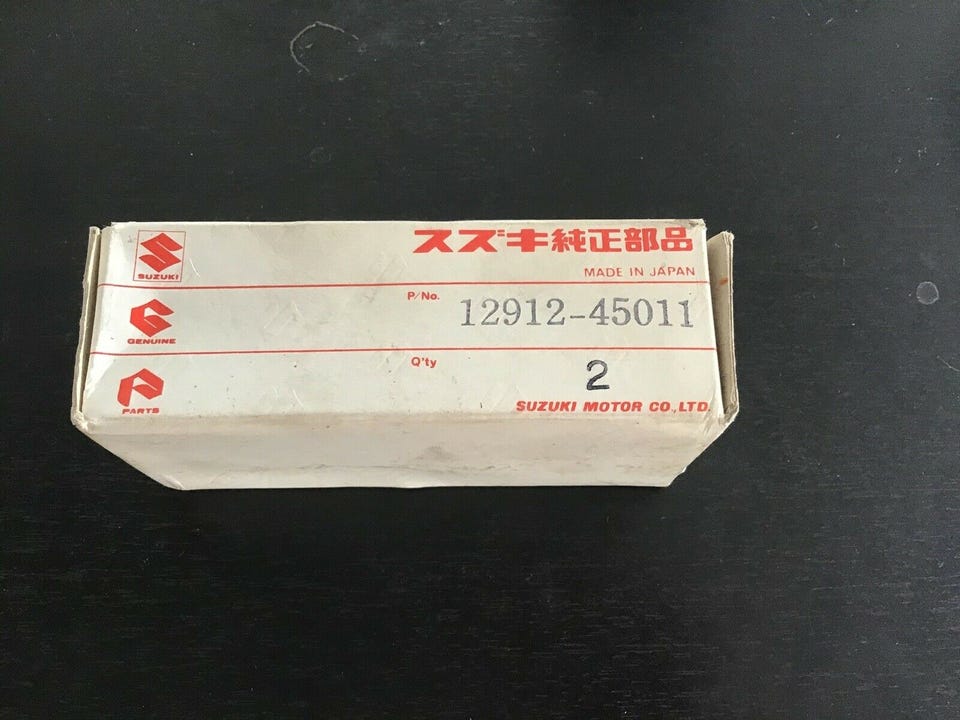 SUZUKI
スズキ純正部品
MADE IN JAPAN
GENUINE
P/No.
12912-45011
PARTS
Q'ty
2
SUZUKI MOTOR CO.,LTD.